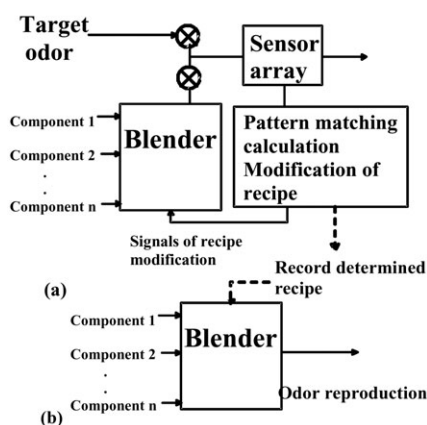 Target
odor
Sensor
array
Component 1
Component 2
.
.
Component n
Blender
Pattern matching
calculation
Modification of
recipe
Signals of recipe
modification
Record determined
recipe
(a)
Component 1
Component 2
.
.
Component n
Blender
Odor reproduction
(b)